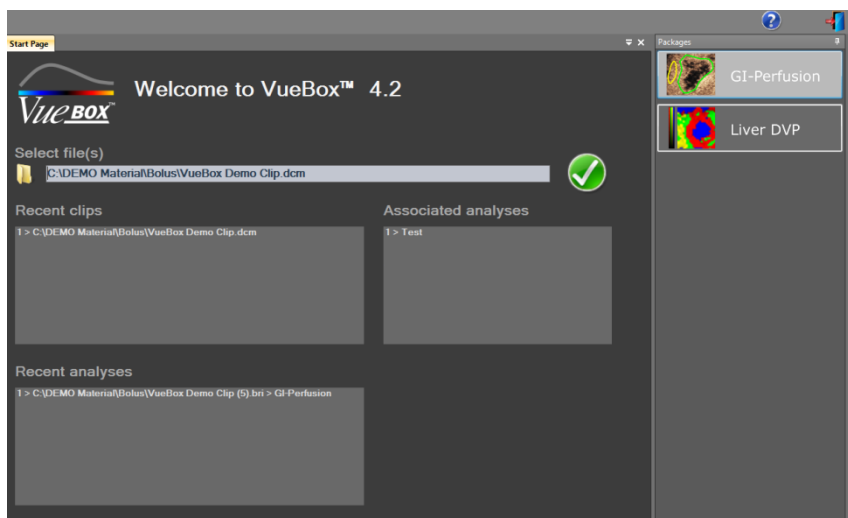 Start Page
Packages
VUEBOX™
Welcome to VueBox™ 4.2
GI-Perfusion
Liver DVP
Select file(s)
C:\DEMO Material\Bolus\VueBox Demo Clip.dcm
Recent clips
Associated analyses
1 > C:\DEMO Material\Bolus\VueBox Demo Clip.dcm
1 > Test
Recent analyses
1 > C:\DEMO Material\Bolus\VueBox Demo Clip (5).bri > GI-Perfusion